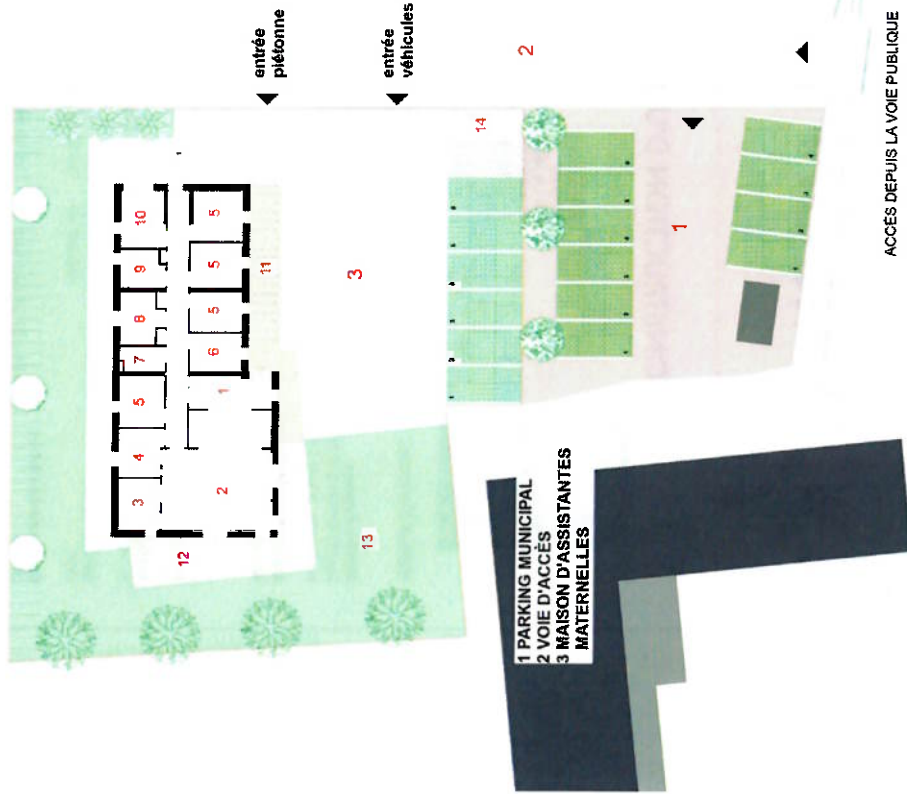 entrée
piétonne
entrée
véhicules
2
14
10
9
8
7
5
4
3
5
5
5
6
1
2
11
12
13
3
1
1 PARKING MUNICIPAL
2 VOIE D'ACCÈS
3 MAISON D'ASSISTANTES
MATERNELLES
ACCÈS DEPUIS LA VOIE PUBLIQUE